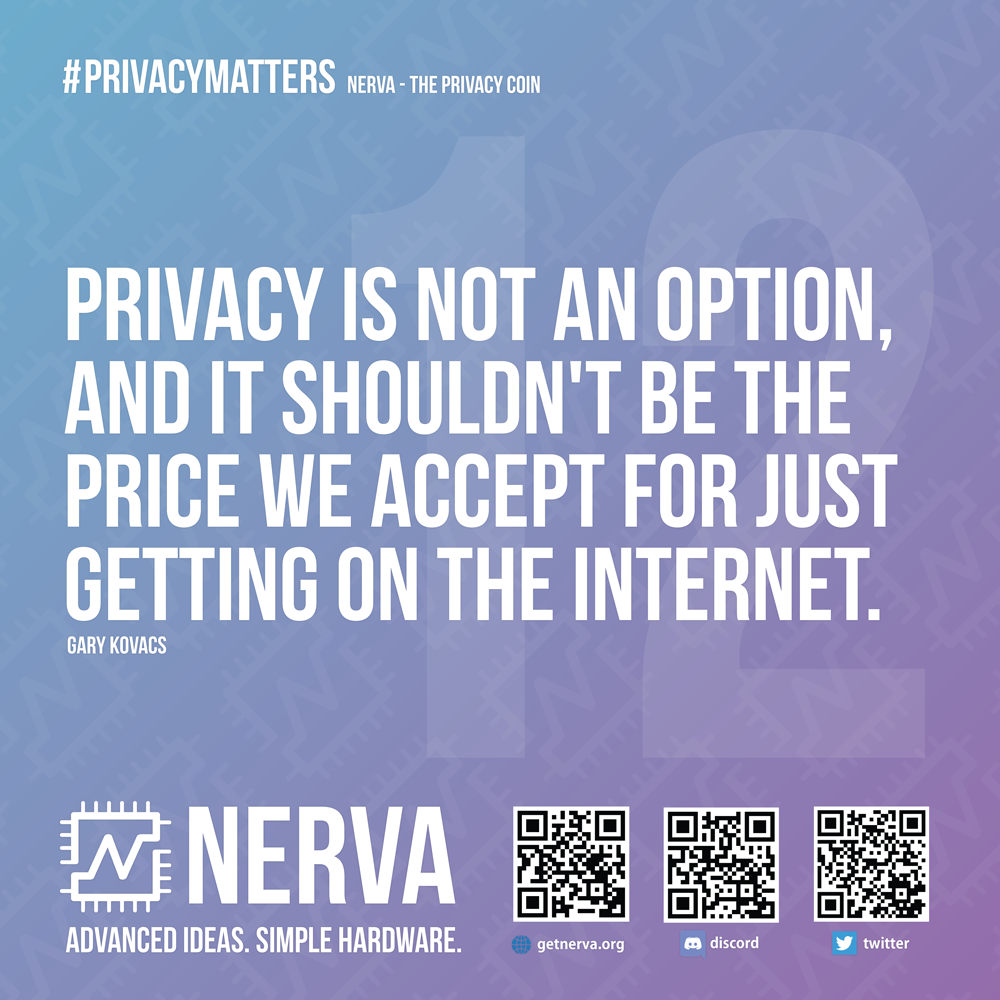 #PRIVACYMATTERS NERVA - THE PRIVACY COIN
12
PRIVACY IS NOT AN OPTION,
AND IT SHOULDN'T BE THE
PRICE WE ACCEPT FOR JUST
GETTING ON THE INTERNET.
GARY KOVACS
NERVA
ADVANCED IDEAS. SIMPLE HARDWARE.
getnerva.org discord twitter